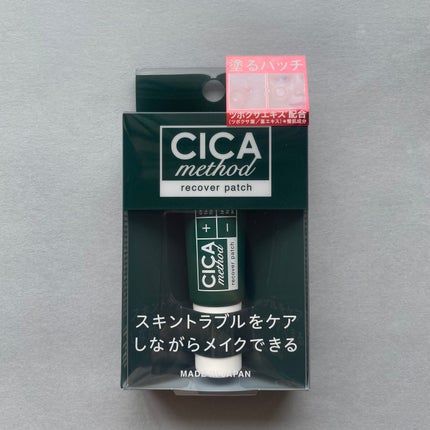 塗るパッチ
ツボクサエキス 配合
CICA
method
recover patch
+ −
CICA
method
recover patch
スキントラブルをケア
しながらメイクできる
MADE IN JAPAN